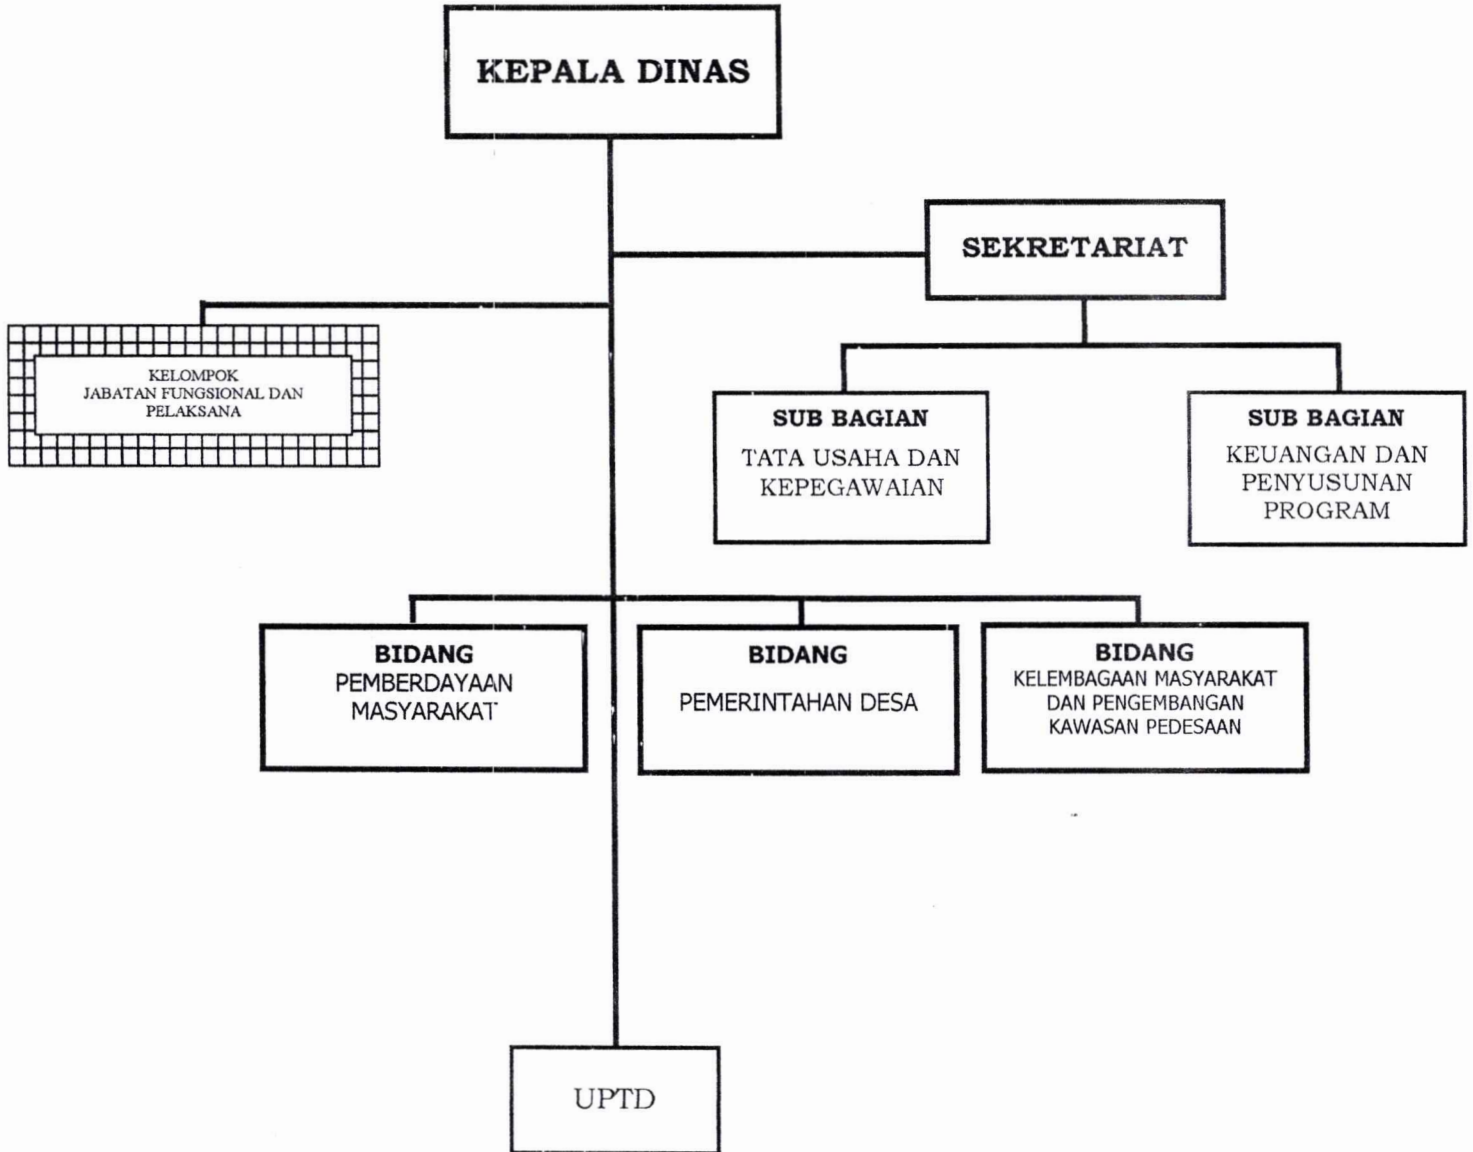 KEPALA DINAS
SEKRETARIAT
KELOMPOK
JABATAN FUNGSIONAL DAN
PELAKSANA
SUB BAGIAN
TATA USAHA DAN
KEPEGAWAIAN
SUB BAGIAN
KEUANGAN DAN
PENYUSUNAN
PROGRAM
BIDANG
PEMBERDAYAAN
MASYARAKAT
BIDANG
PEMERINTAHAN DESA
BIDANG
KELEMBAGAAN MASYARAKAT
DAN PENGEMBANGAN
KAWASAN PEDESAAN
UPTD